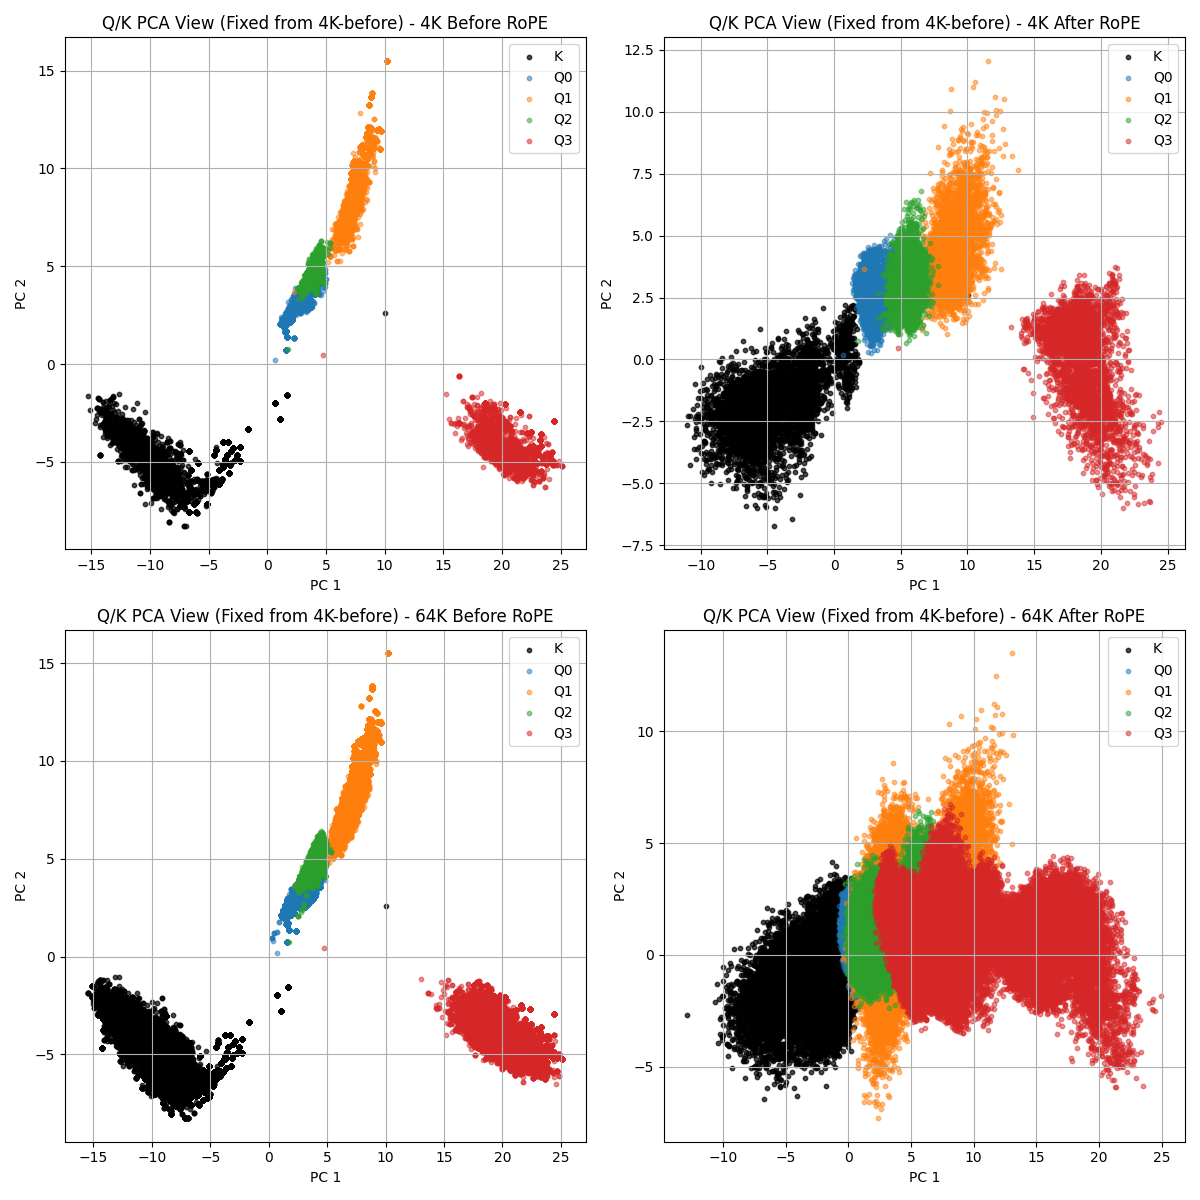 Q/K PCA View (Fixed from 4K-before) - 4K Before RoPE
K
Q0
Q1
Q2
Q3
15
10
5
0
−5
PC 2
−15 −10 −5 0 5 10 15 20 25
PC 1
Q/K PCA View (Fixed from 4K-before) - 4K After RoPE
K
Q0
Q1
Q2
Q3
12.5
10.0
7.5
5.0
2.5
0.0
−2.5
−5.0
−7.5
PC 2
−10 −5 0 5 10 15 20 25
PC 1
Q/K PCA View (Fixed from 4K-before) - 64K Before RoPE
K
Q0
Q1
Q2
Q3
15
10
5
0
−5
PC 2
−15 −10 −5 0 5 10 15 20 25
PC 1
Q/K PCA View (Fixed from 4K-before) - 64K After RoPE
K
Q0
Q1
Q2
Q3
10
5
0
−5
PC 2
−10 −5 0 5 10 15 20 25
PC 1